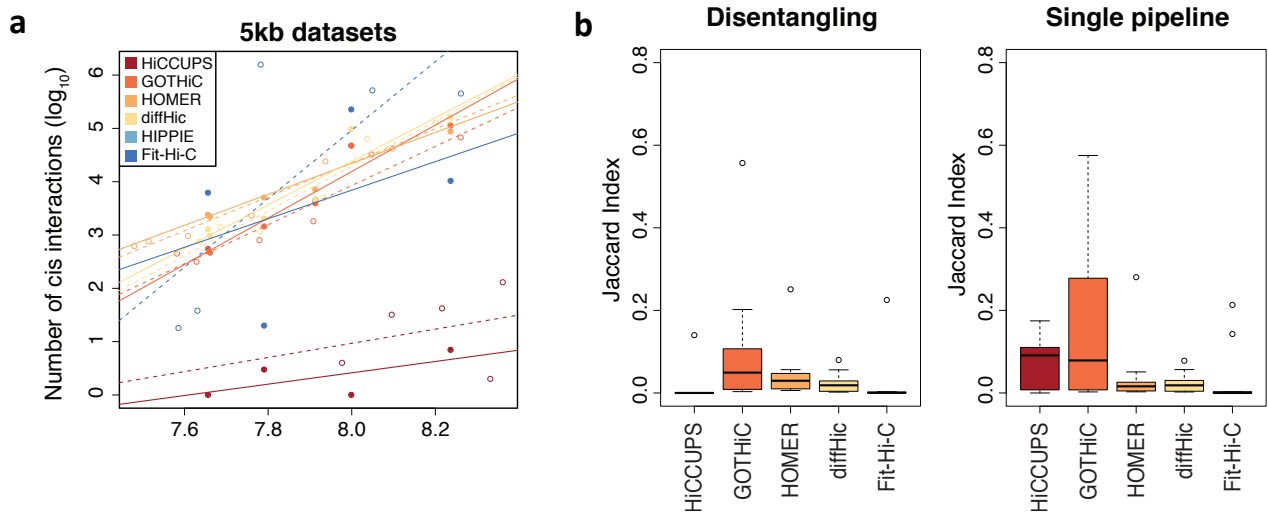 a
5kb datasets
Number of cis interactions (log10)
6
5
4
3
2
1
0
HiCCUPS
GOTHiC
HOMER
diffHic
HIPPIE
Fit-Hi-C
7.6 7.8 8.0 8.2
b
Disentangling
Jaccard Index
0.8
0.6
0.4
0.2
0.0
HiCCUPS GOTHiC HOMER diffHic Fit-Hi-C
Single pipeline
Jaccard Index
0.8
0.6
0.4
0.2
0.0
HiCCUPS GOTHiC HOMER diffHic Fit-Hi-C